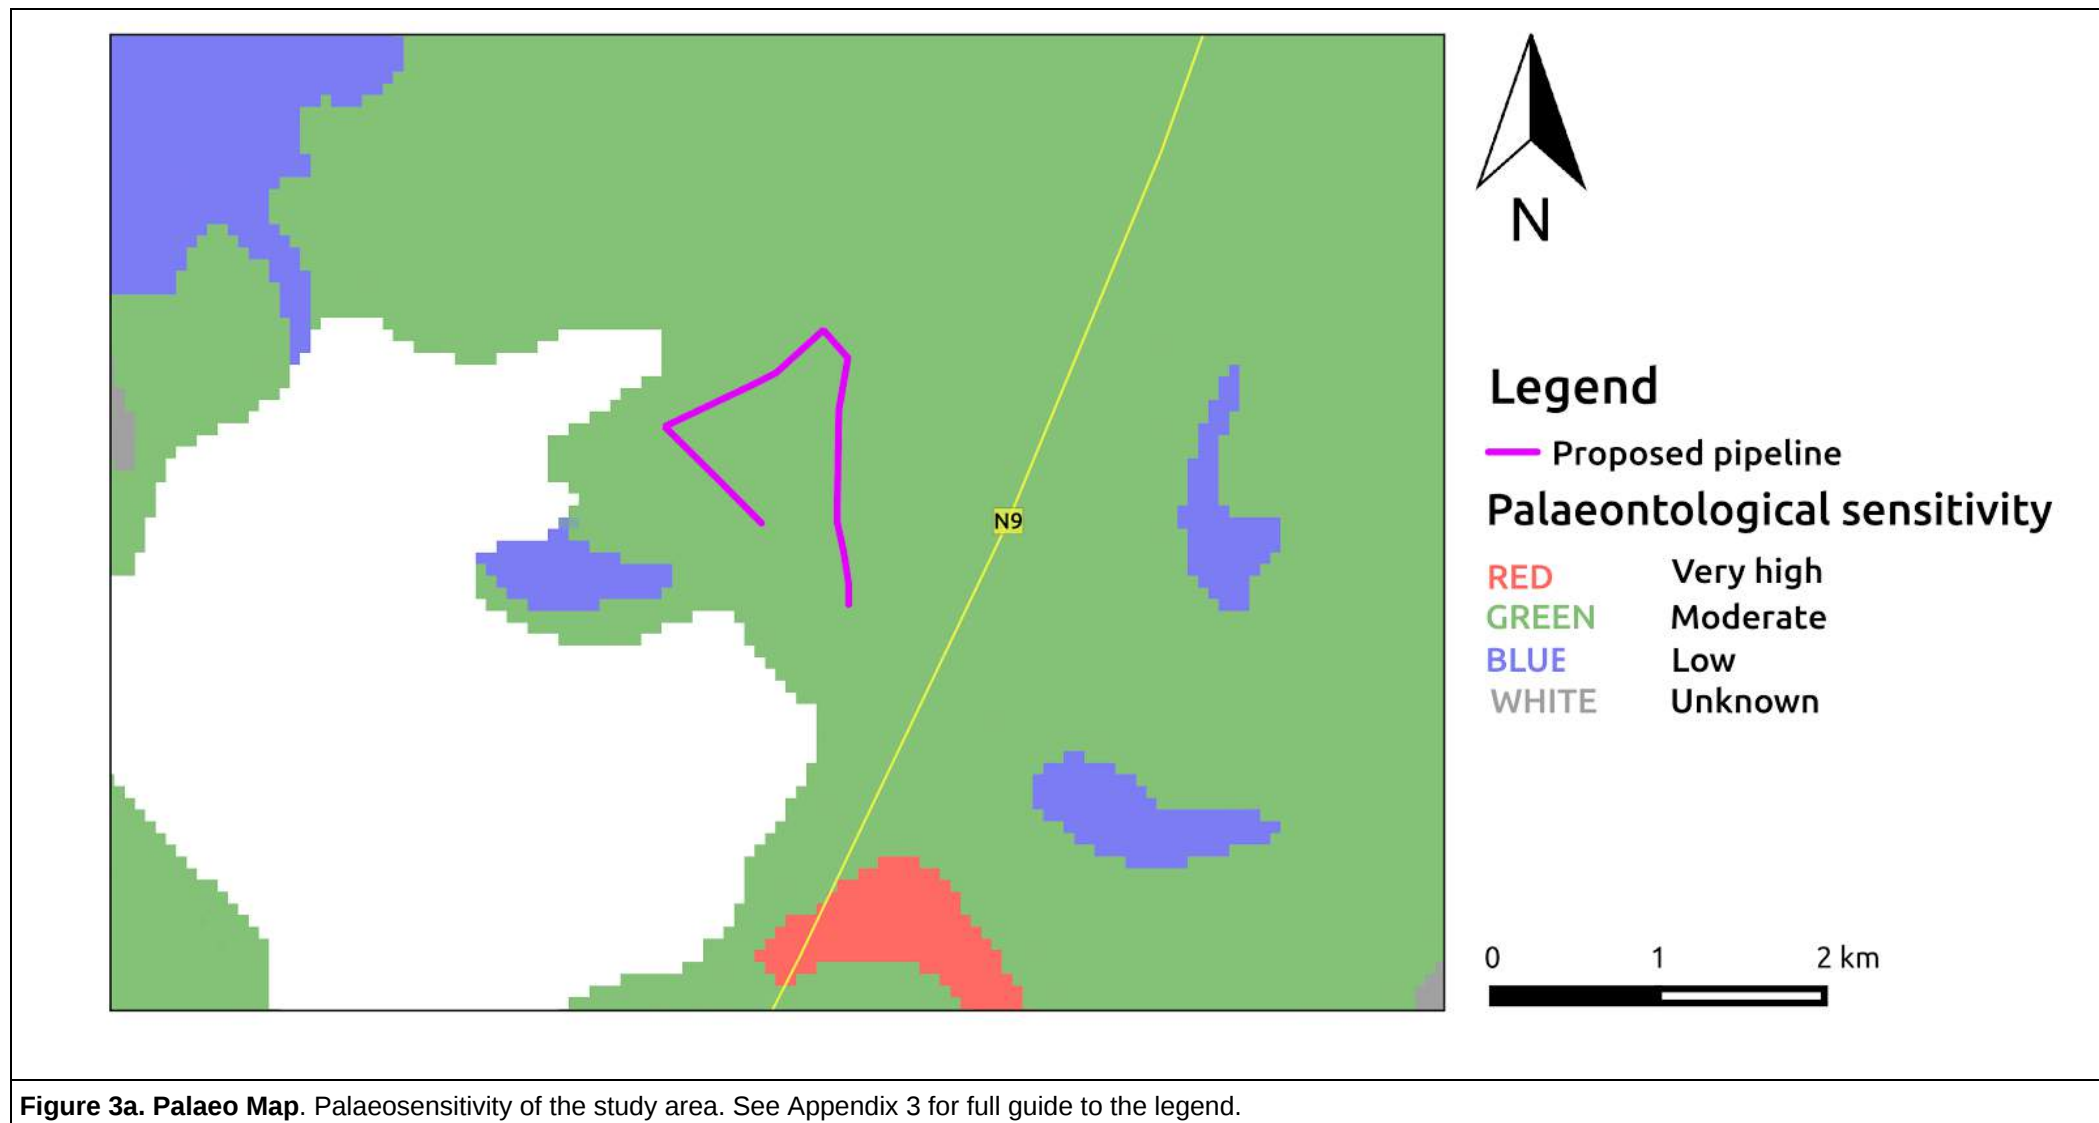 N
N9
Legend
Proposed pipeline
Palaeontological sensitivity
RED Very high
GREEN Moderate
BLUE Low
WHITE Unknown
0 1 2 km
Figure 3a. Palaeo Map. Palaeosensitivity of the study area. See Appendix 3 for full guide to the legend.